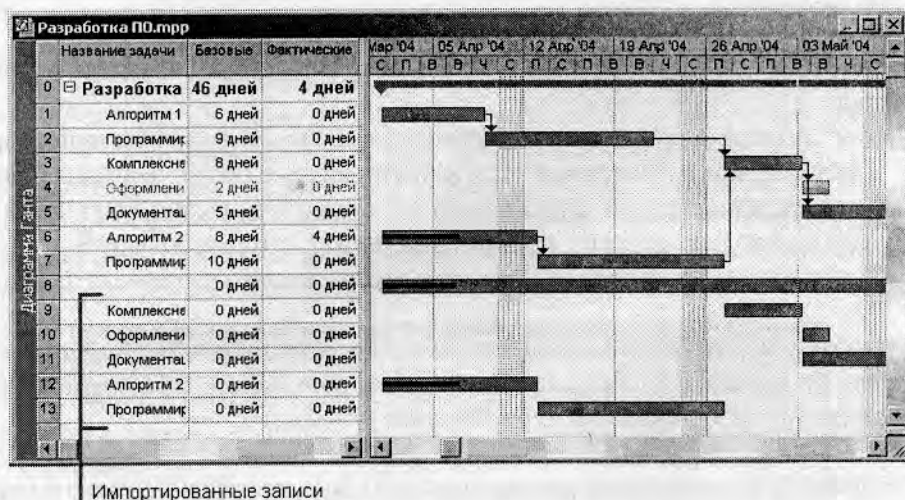 Разработка ПО.mpp
Название задачи Базовые Фактические Мар '04 05 Апр '04 12 Апр '04 19 Апр '04 26 Апр '04 03 Май '04
С П В В Ч С П С П В В Ч С П С П В В Ч С
0 Разработка 46 дней 4 дней
1 Алгоритм 1 6 дней 0 дней
2 Программир 9 дней 0 дней
3 Комплексна 8 дней 0 дней
4 Оформлени 2 дней 0 дней
5 Документац 5 дней 0 дней
6 Алгоритм 2 8 дней 4 дней
7 Программир 10 дней 0 дней
8 0 дней 0 дней
9 Комплексна 0 дней 0 дней
10 Оформлени 0 дней 0 дней
11 Документац 0 дней 0 дней
12 Алгоритм 2 0 дней 0 дней
13 Программир 0 дней 0 дней
Диаграмма Ганта
Импортированные записи